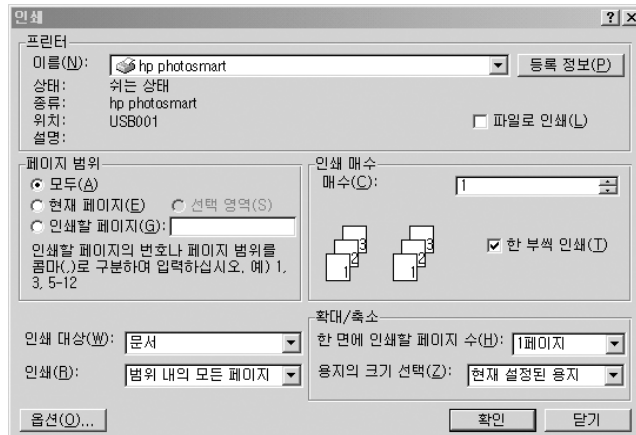 인쇄
프린터
이름(N): hp photosmart 등록 정보(P)
상태: 쉬는 상태
종류: hp photosmart
위치: USB001 파일로 인쇄(L)
설명:
페이지 범위
모두(A)
현재 페이지(E) 선택 영역(S)
인쇄할 페이지(G):
인쇄할 페이지의 번호나 페이지 범위를
콤마(,)로 구분하여 입력하십시오. 예) 1,
3, 5-12
인쇄 매수
매수(C): 1
1 2 3 1 2 3 한 부씩 인쇄(T)
인쇄 대상(W): 문서
인쇄(R): 범위 내의 모든 페이지
확대/축소
한 면에 인쇄할 페이지 수(H): 1페이지
용지의 크기 선택(Z): 현재 설정된 용지
옵션(O)... 확인 닫기